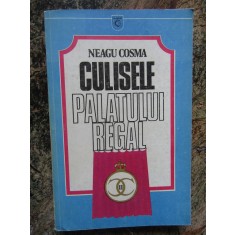 NEAGU COSMA
CULISELE
PALATULUI
REGAL